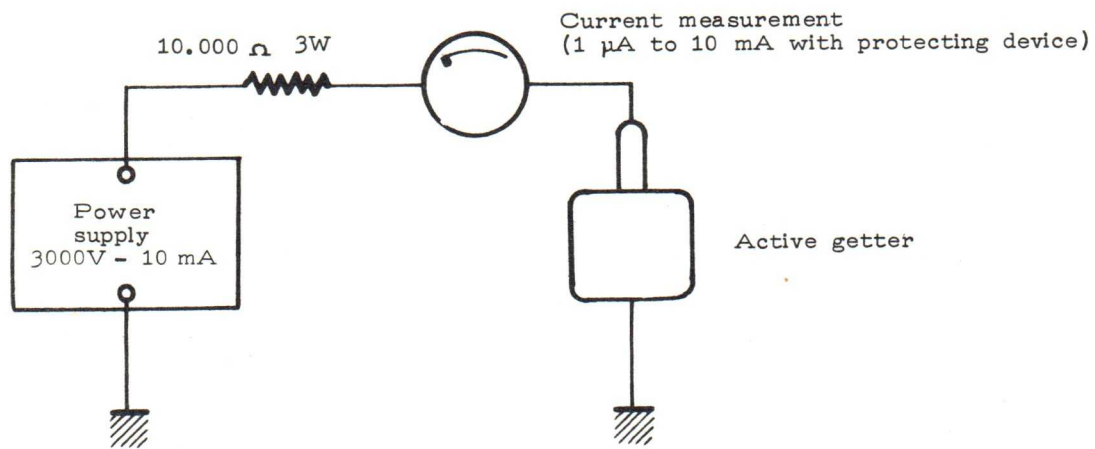 Current measurement
(1 µA to 10 mA with protecting device)
10.000 Ω 3W
Power
supply
3000V - 10 mA
Active getter